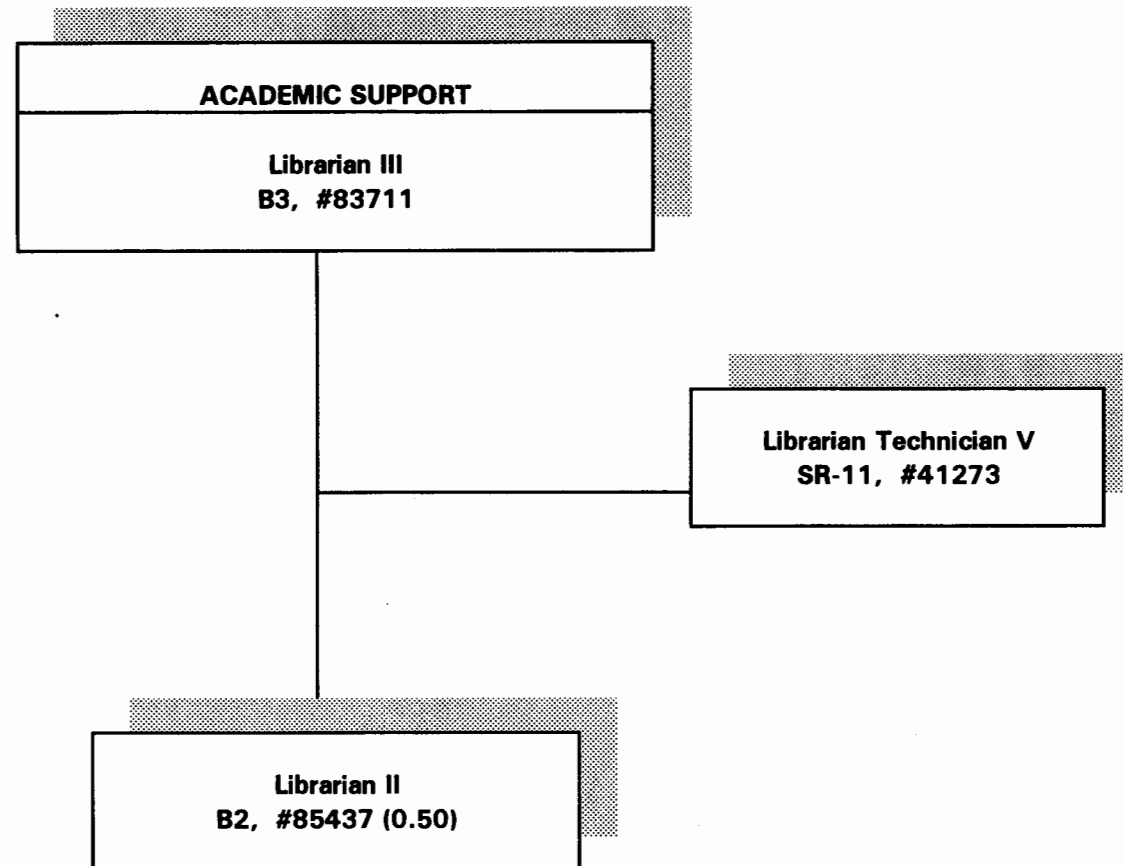 ACADEMIC SUPPORT
Librarian III
B3, #83711
Librarian Technician V
SR-11, #41273
Librarian II
B2, #85437 (0.50)